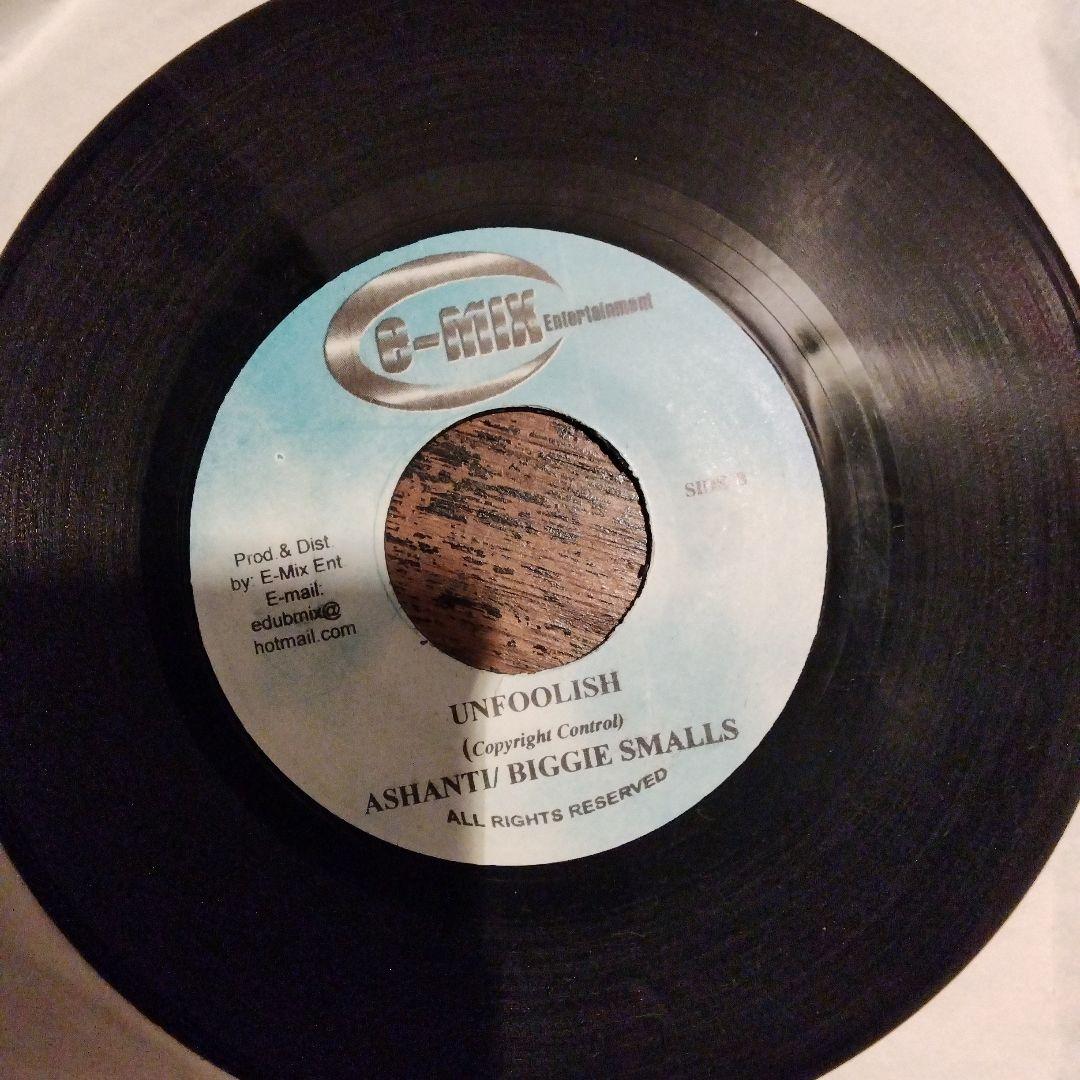 e-MIX Entertainment
SIDE B
Prod.& Dist.
by: E-Mix Ent
E-mail:
edubmix@
hotmail.com
UNFOOLISH
(Copyright Control)
ASHANTI/ BIGGIE SMALLS
ALL RIGHTS RESERVED